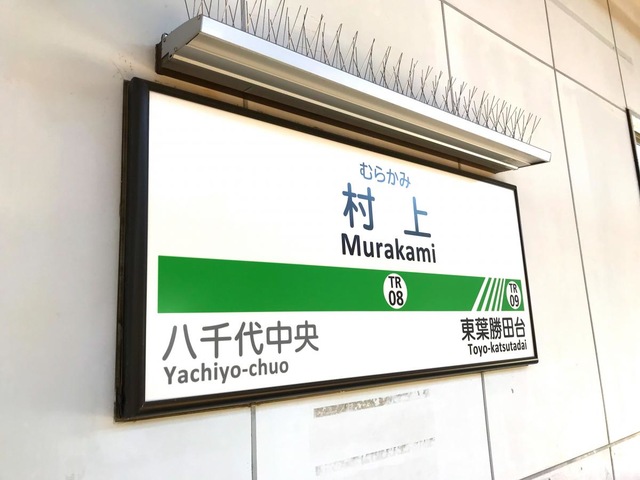 むらかみ
村上
Murakami
TR
08
TR
09
八千代中央
Yachiyo-chuo
東葉勝田台
Toyo-katsutadai